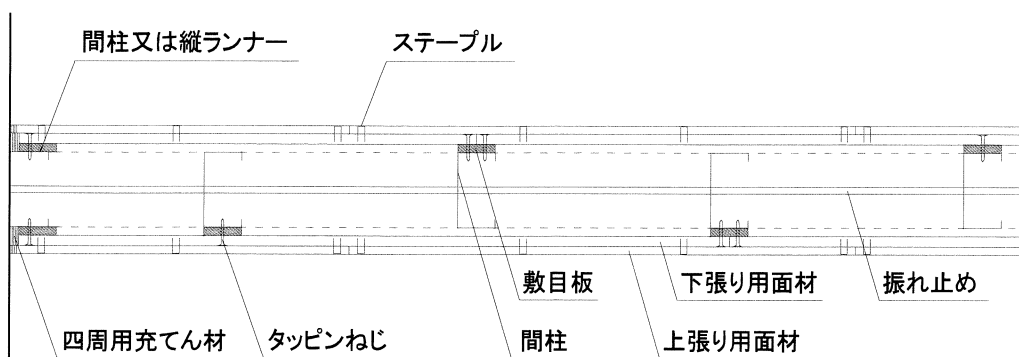 間柱又は縦ランナー
ステープル
敷目板
下張り用面材
振れ止め
四周用充てん材
タッピンねじ
間柱
上張り用面材